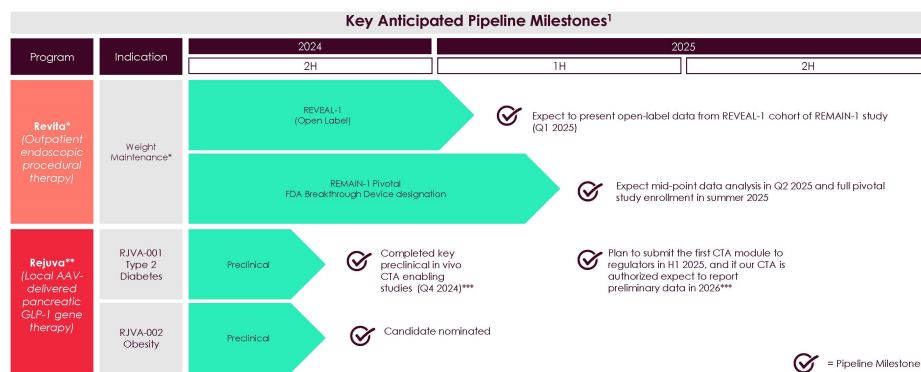 Key Anticipated Pipeline Milestones¹
Program
Indication
2024
2025
2H
1H
2H
Revita*
(Outpatient
endoscopic
procedural
therapy)
Weight
Maintenance*
REVEAL-1
(Open Label)
Expect to present open-label data from REVEAL-1 cohort of REMAIN-1 study
(Q1 2025)
REMAIN-1 Pivotal
FDA Breakthrough Device designation
Expect mid-point data analysis in Q2 2025 and full pivotal
study enrollment in summer 2025
Rejuva**
(Local AAV-
delivered
pancreatic
GLP-1 gene
therapy)
RJVA-001
Type 2
Diabetes
Preclinical
Completed key
preclinical in vivo
CTA enabling
studies (Q4 2024)***
Plan to submit the first CTA module to
regulators in H1 2025, and if our CTA is
authorized expect to report
preliminary data in 2026***
RJVA-002
Obesity
Preclinical
Candidate nominated
= Pipeline Milestone